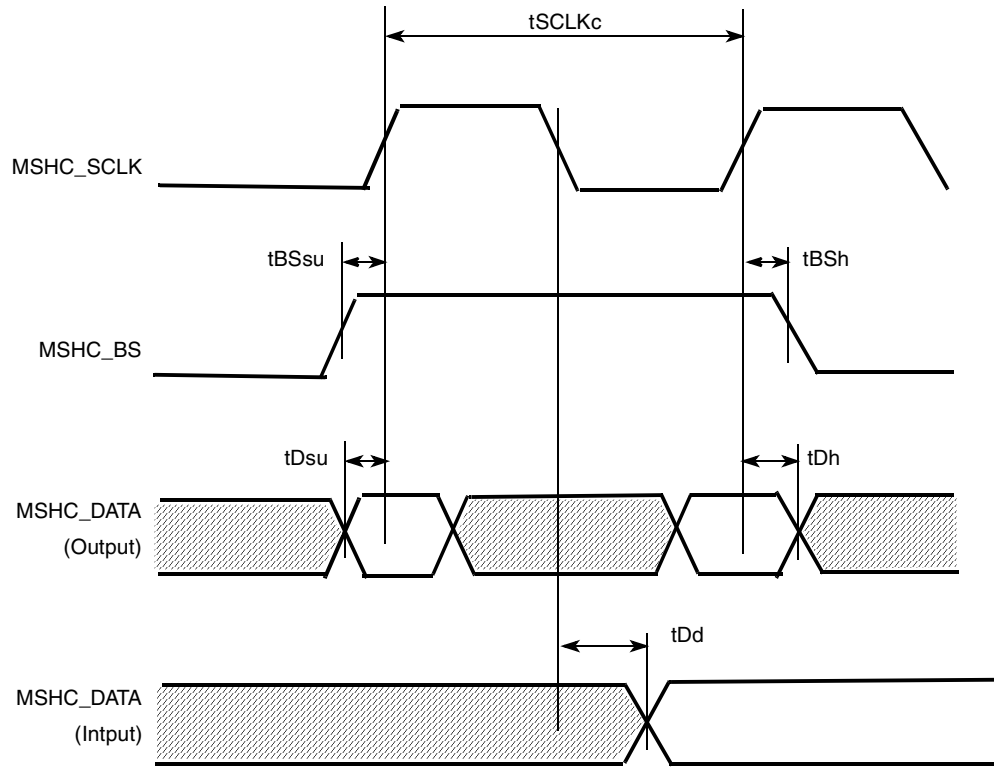 tSCLKc
MSHC_SCLK
tBSsu
tBSh
MSHC_BS
tDsu
tDh
MSHC_DATA
(Output)
tDd
MSHC_DATA
(Intput)